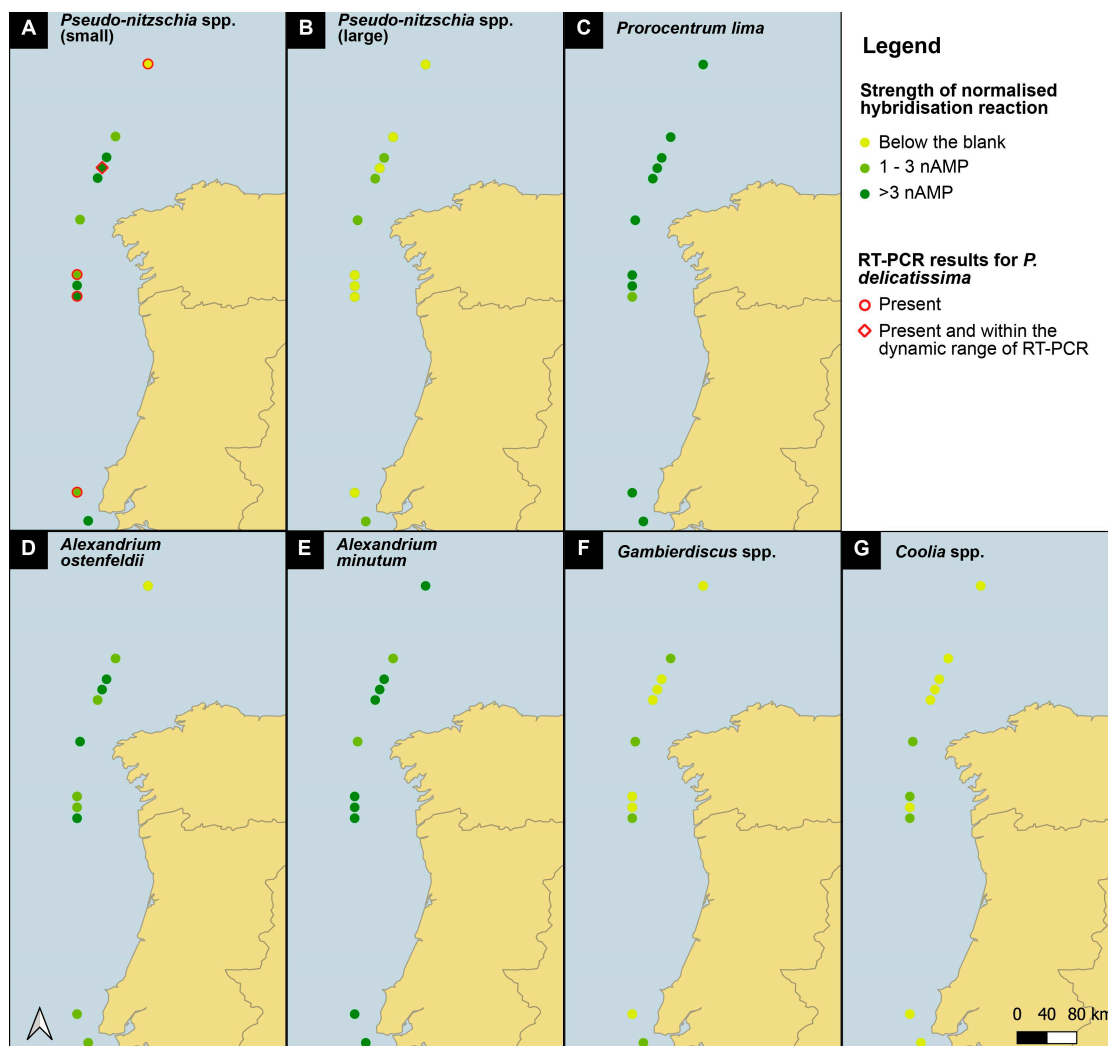 A
Pseudo-nitzschia spp.
(small)
B
Pseudo-nitzschia spp.
(large)
C
Prorocentrum lima
Legend
Strength of normalised
hybridisation reaction
Below the blank
1 - 3 nAMP
>3 nAMP
RT-PCR results for P.
delicatissima
Present
Present and within the
dynamic range of RT-PCR
D
Alexandrium
ostenfeldii
E
Alexandrium
minutum
F
Gambierdiscus spp.
G
Coolia spp.
0 40 80 km